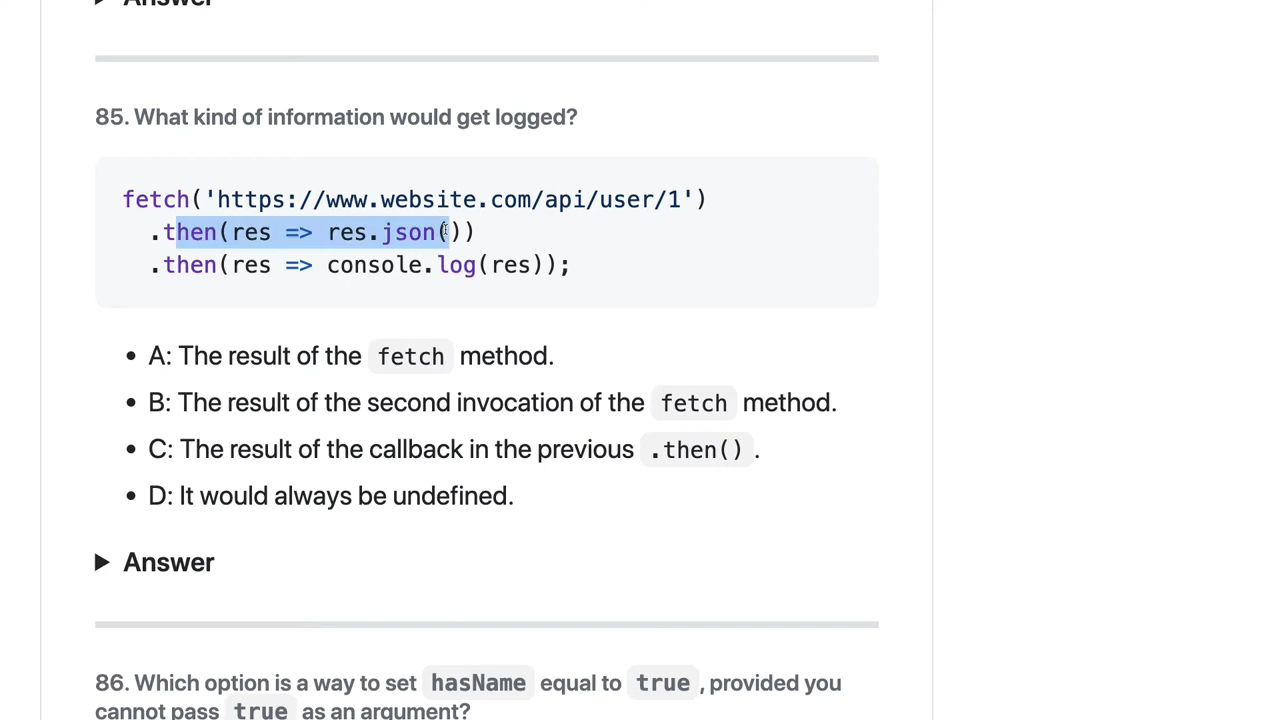 Answer
85. What kind of information would get logged?
fetch('https://www.website.com/api/user/1')
.then(res => res.json())
.then(res => console.log(res));
• A: The result of the fetch method.
• B: The result of the second invocation of the fetch method.
• C: The result of the callback in the previous .then().
• D: It would always be undefined.
Answer
86. Which option is a way to set hasName equal to true, provided you
cannot pass true as an argument?